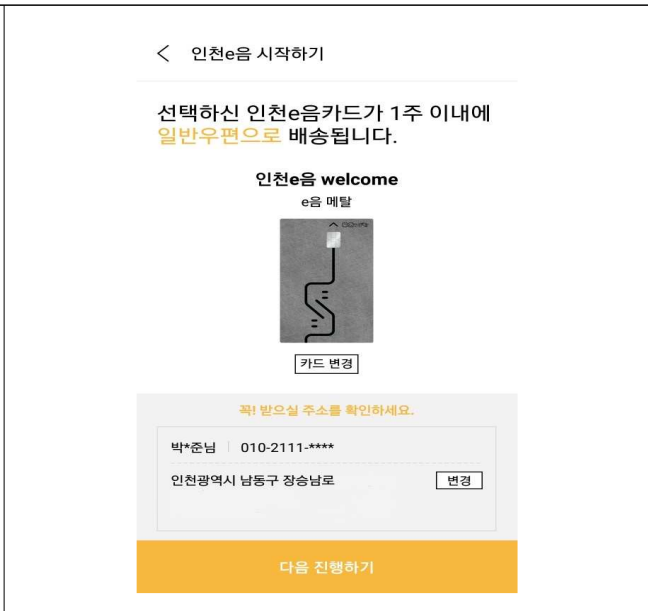 인천e음 시작하기
선택하신 인천e음카드가 1주 이내에
일반우편으로 배송됩니다.
인천e음 welcome
e음 메탈
카드 변경
꼭! 받으실 주소를 확인하세요.
박*준님 010-2111-****
인천광역시 남동구 장승남로 변경
다음 진행하기